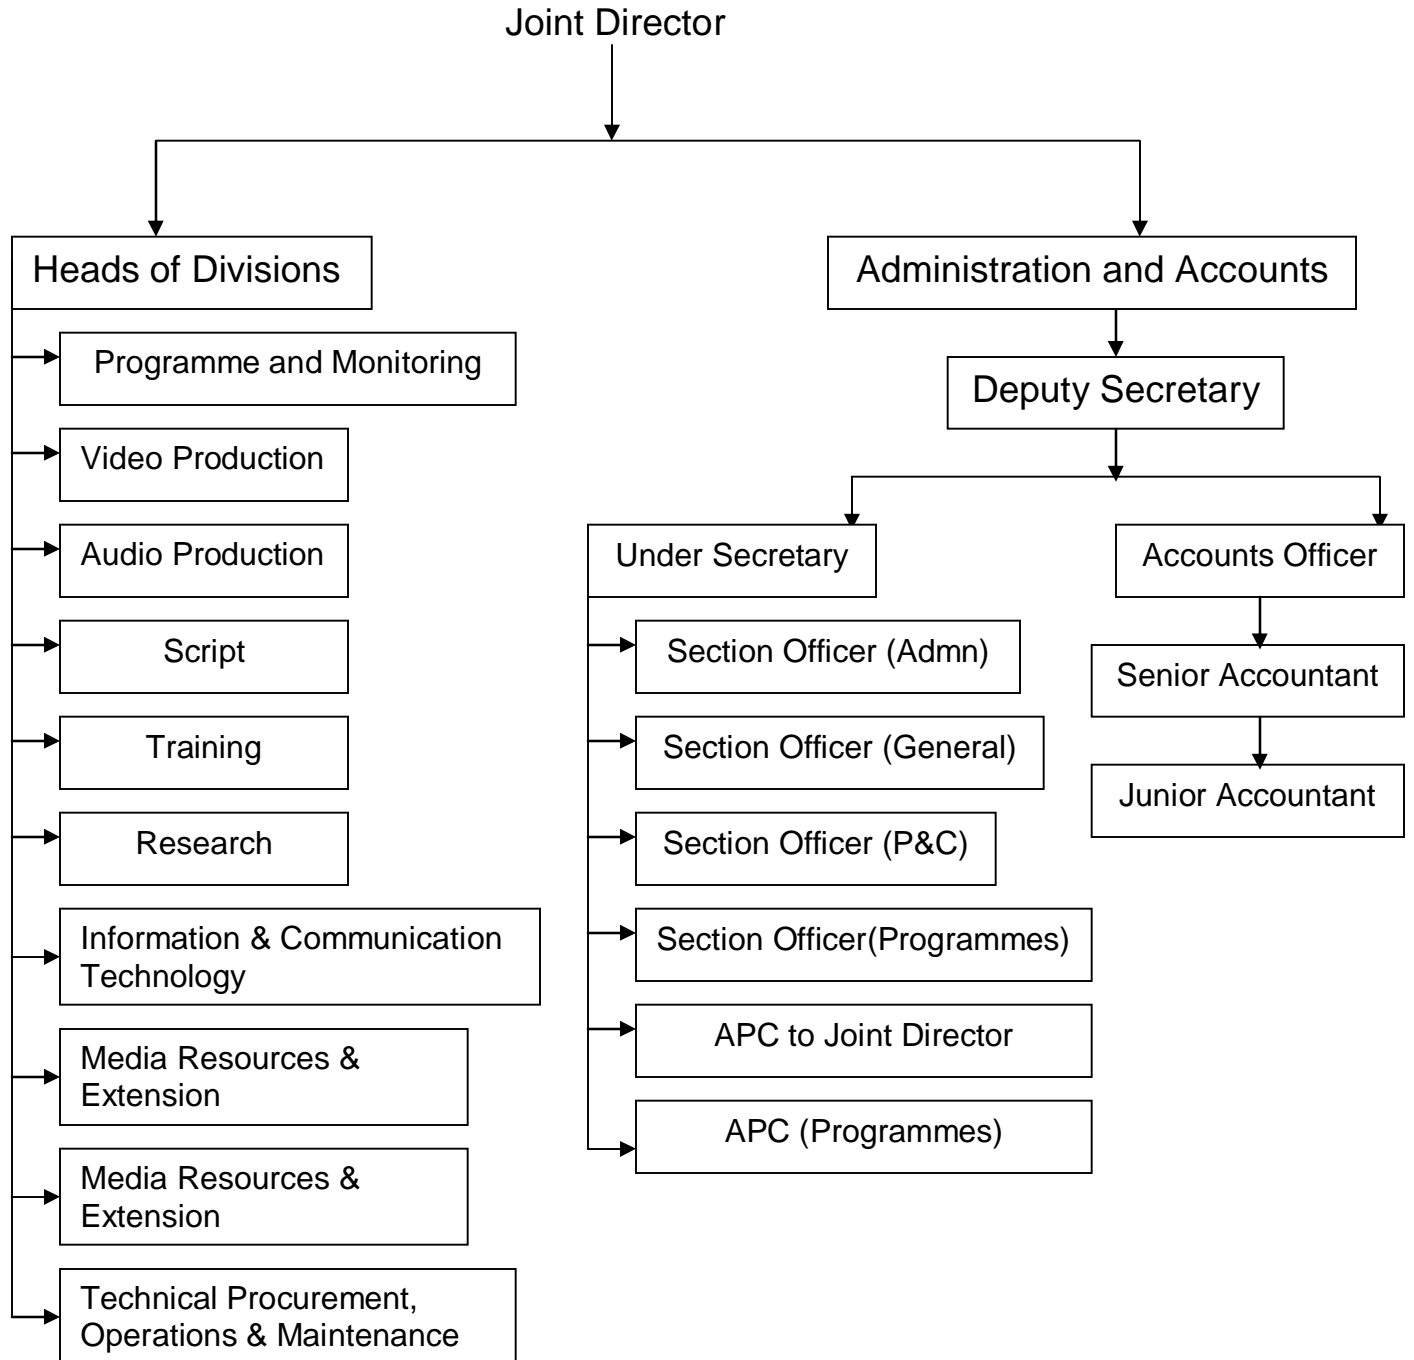 Joint Director
Heads of Divisions
Programme and Monitoring
Video Production
Audio Production
Script
Training
Research
Information & Communication
Technology
Media Resources &
Extension
Media Resources &
Extension
Technical Procurement,
Operations & Maintenance
Administration and Accounts
Deputy Secretary
Under Secretary
Section Officer (Admn)
Section Officer (General)
Section Officer (P&C)
Section Officer(Programmes)
APC to Joint Director
APC (Programmes)
Accounts Officer
Senior Accountant
Junior Accountant